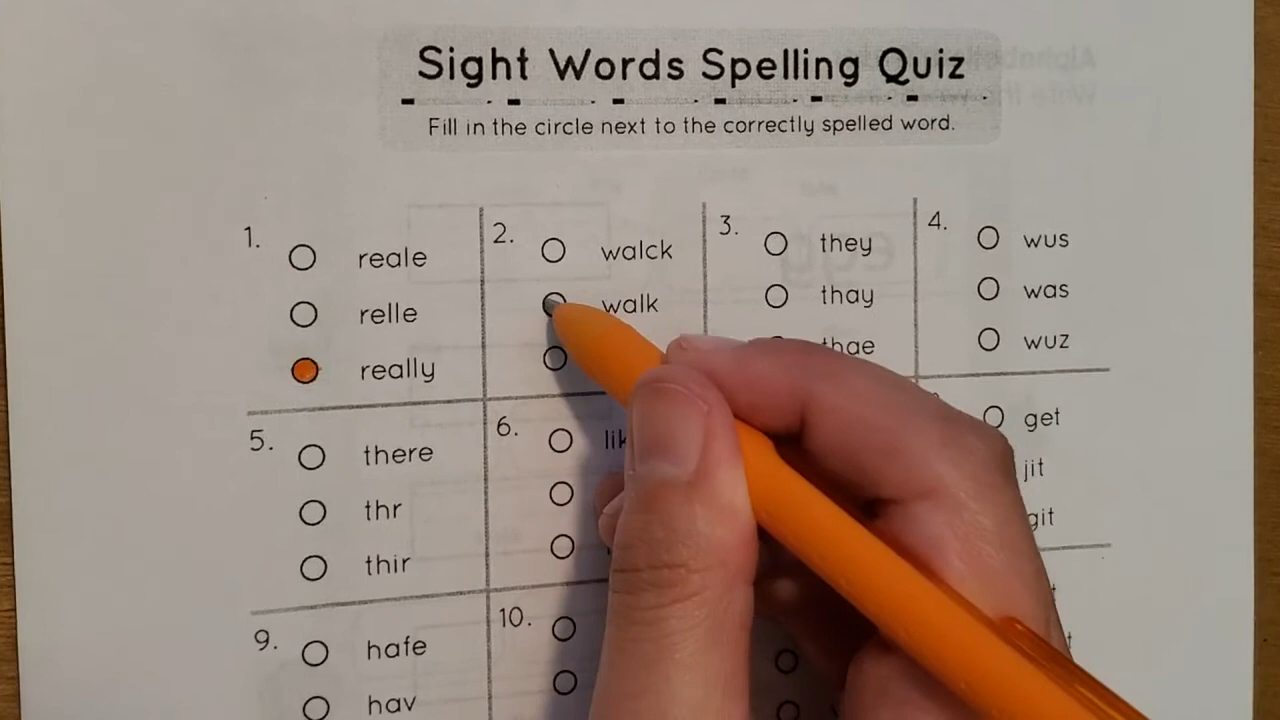 Sight Words Spelling Quiz
Fill in the circle next to the correctly spelled word.
1.
reale
relle
really
2.
walck
walk
3.
they
thay
thae
4.
wus
was
wuz
5.
there
thr
thir
6.
get
jit
git
9.
hafe
hav
10.